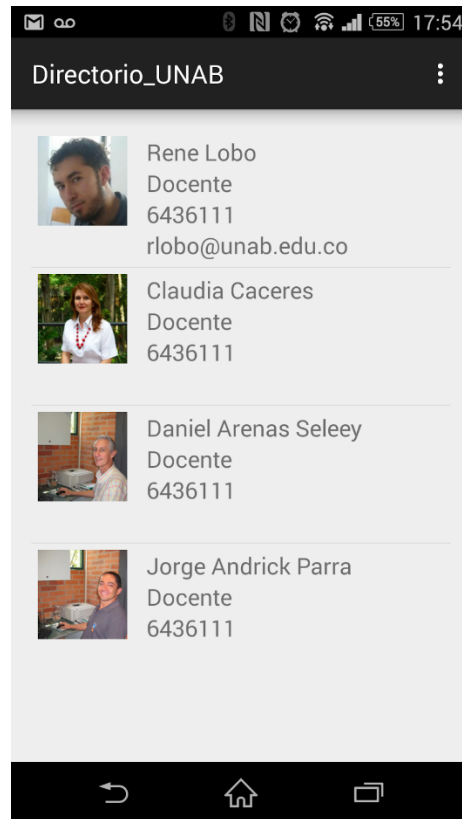 55%
17:54
Directorio_UNAB
Rene Lobo
Docente
6436111
rlobo@unab.edu.co
Claudia Caceres
Docente
6436111
Daniel Arenas Seleey
Docente
6436111
Jorge Andrick Parra
Docente
6436111